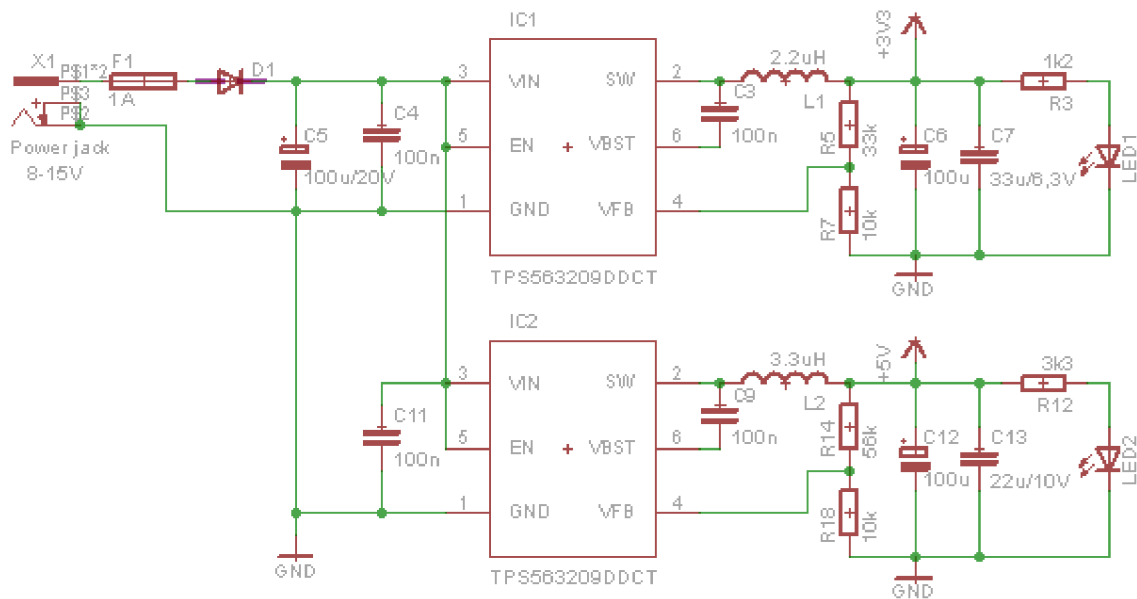 IC1
+3V3
X1
PS1*2
F1
D1
1A
PS3
PS2
Power jack
8-15V
3
VIN
SW
2
2.2uH
1k2
C3
L1
R3
C5
C4
5
EN
VBST
6
100n
R5
33k
C6
C7
LED1
100n
100u/20V
100u
33u/6,3V
1
GND
VFB
4
R7
10k
TPS563209DDCT
GND
IC2
+5V
3
VIN
SW
2
3.3uH
3k3
C9
L2
R12
C11
5
EN
VBST
6
100n
R14
56k
C12
C13
LED2
100n
100u
22u/10V
1
GND
VFB
4
R18
10k
GND
TPS563209DDCT
GND